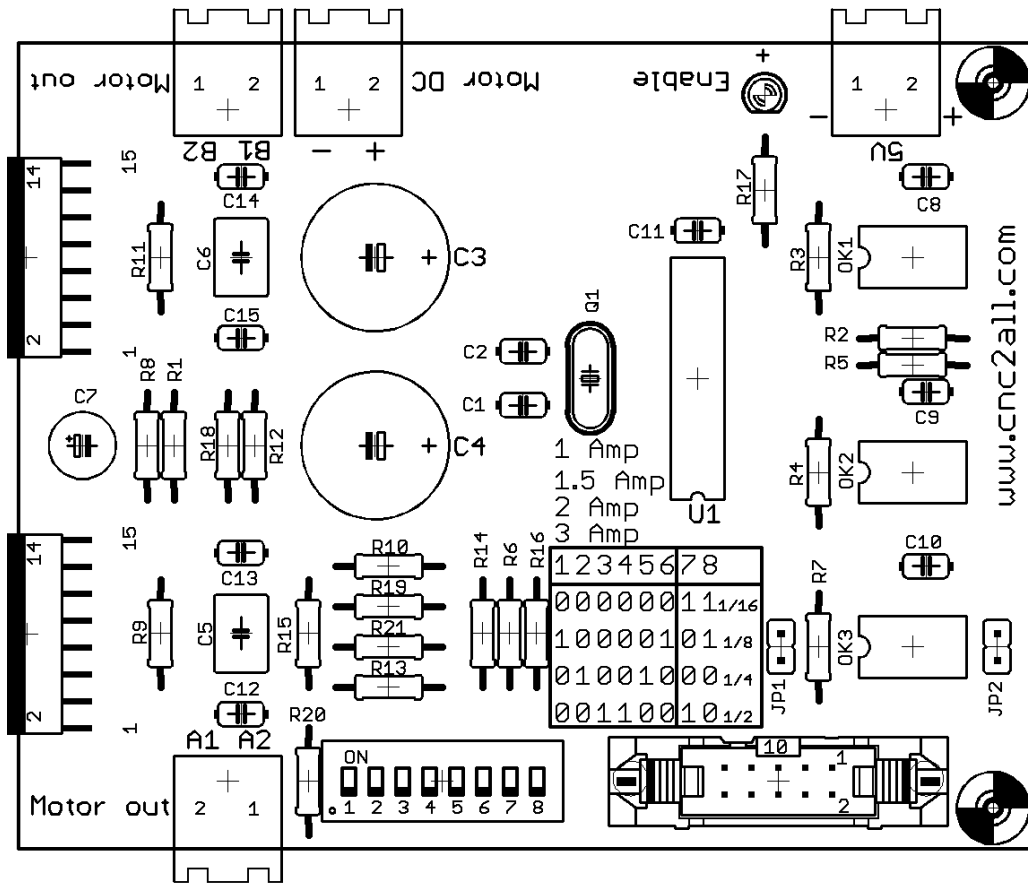 1 2
1 2
1 2
Motor out
Motor DC
Enable
+
- +
B2 B1
- +
5V
14
15
C14
R17
C8
C11
R11
C6
C3
+
R3
OK1
www.cnc2all.com
Q1
2
1
C15
C2
R2
R5
C7
+
R8
R1
C1
C9
R18
R12
+
C4
R4
OK2
1 Amp
1.5 Amp
2 Amp
3 Amp
U1
14
15
C13
R10
R14
R6
R16
C10
R7
12345678
000000 11 1/16
100001 01 1/8
010010 00 1/4
001100 10 1/2
R9
C5
R15
R19
R21
R13
JP1
OK3
JP2
2
1
C12
R20
A1 A2
ON
1 2 3 4 5 6 7 8
10
1
2
Motor out
2 1